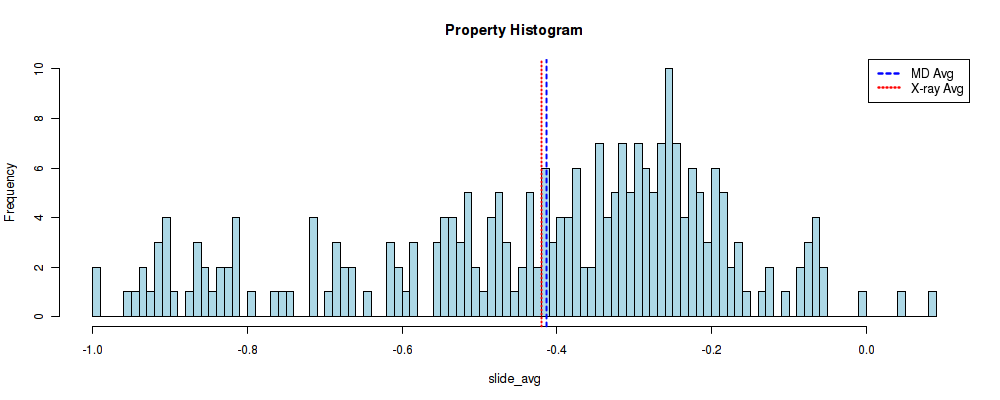 Property Histogram
MD Avg
X-ray Avg
Frequency
10
8
6
4
2
0
-1.0 -0.8 -0.6 -0.4 -0.2 0.0
slide_avg